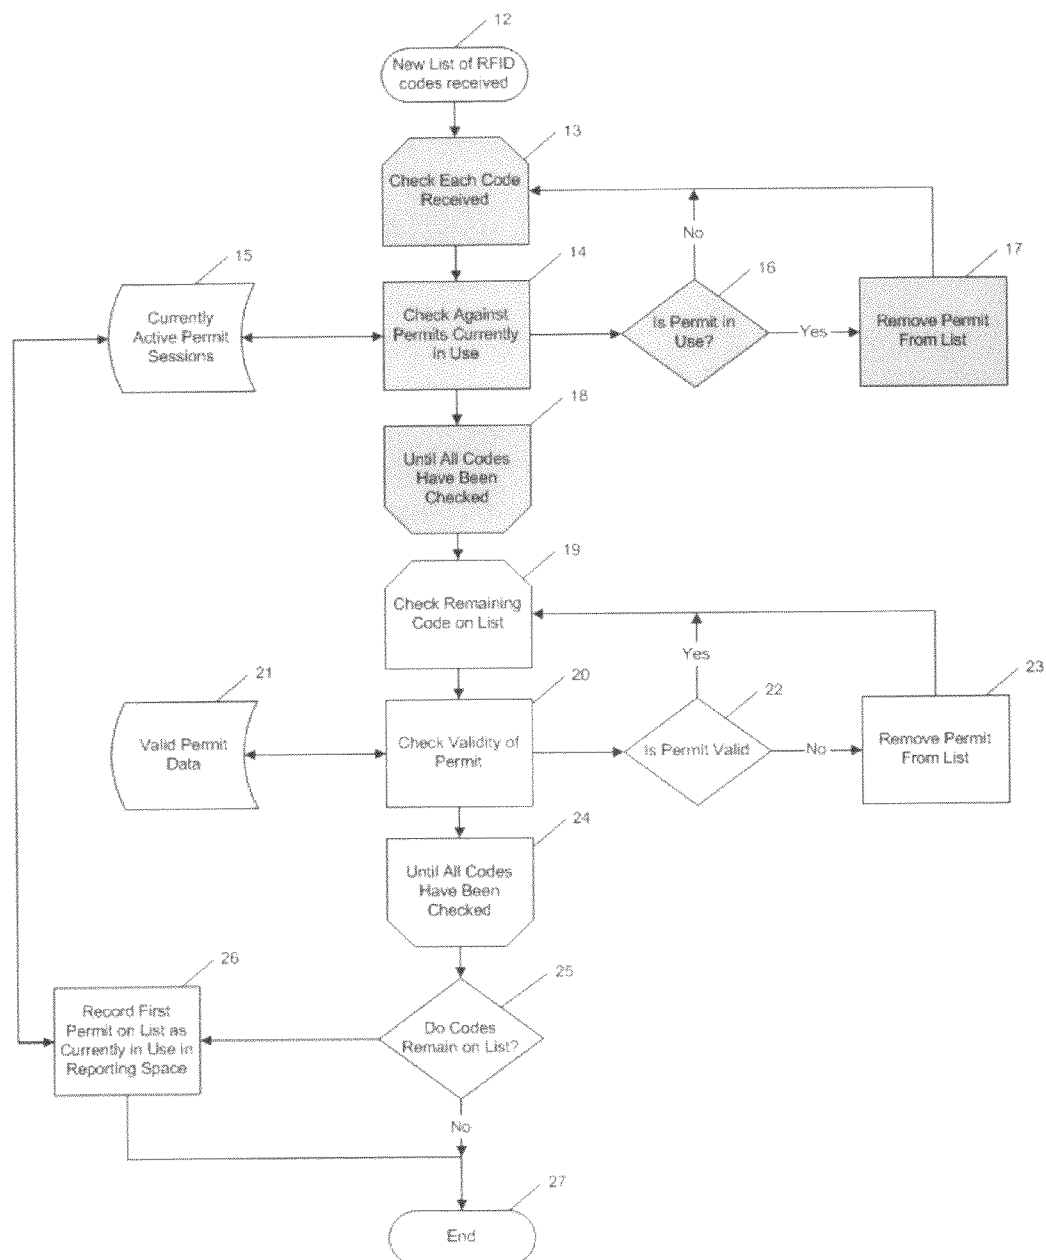 12
New List of RFID
codes received
13
Check Each Code
Received
No
15
Currently
Active Permit
Sessions
14
Check Against
Permits Currently
in Use
16
Is Permit in
Use?
Yes
17
Remove Permit
From List
18
Until All Codes
Have Been
Checked
19
Check Remaining
Code on List
Yes
21
Valid Permit
Data
20
Check Validity of
Permit
22
Is Permit Valid
No
23
Remove Permit
From List
24
Until All Codes
Have Been
Checked
26
Record First
Permit on List as
Currently in Use in
Reporting Space
25
Do Codes
Remain on List?
No
27
End